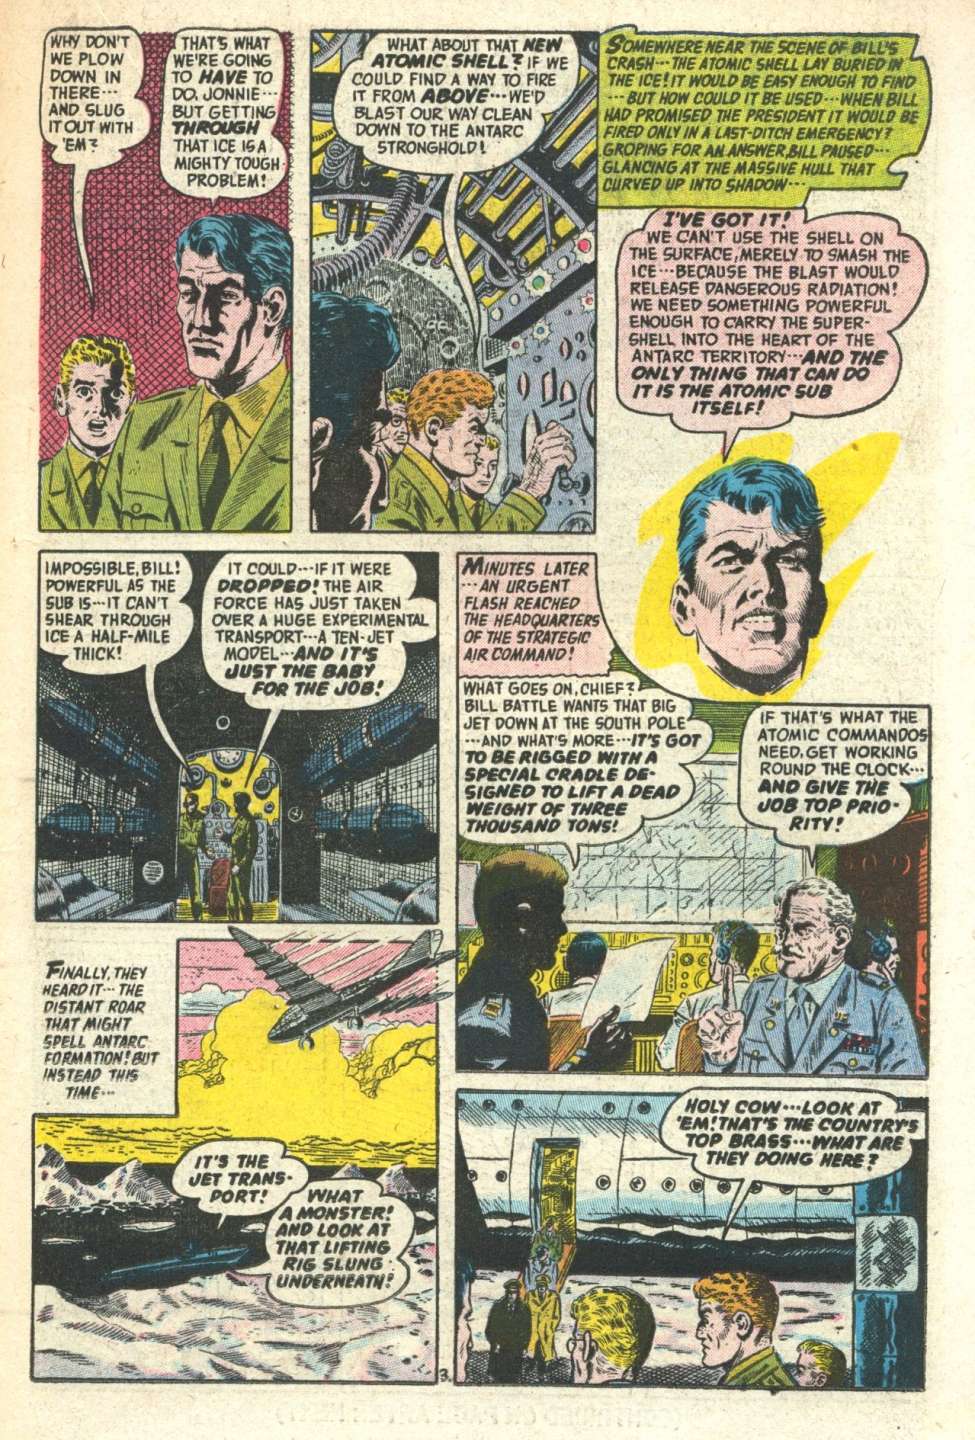 WHY DON'T
WE PLOW
DOWN IN
THERE---
AND SLUG
IT OUT WITH
'EM?
THAT'S WHAT
WE'RE GOING
TO HAVE TO
DO, JONNIE---
BUT GETTING
THROUGH
THAT ICE IS A
MIGHTY TOUGH
PROBLEM!
WHAT ABOUT THAT NEW
ATOMIC SHELL? IF WE
COULD FIND A WAY TO FIRE
IT FROM ABOVE---WE'D
BLAST OUR WAY CLEAN
DOWN TO THE ANTARC
STRONGHOLD!
SOMEWHERE NEAR THE SCENE OF BILL'S
CRASH---THE ATOMIC SHELL LAY BURIED IN
THE ICE! IT WOULD BE EASY ENOUGH TO FIND
---BUT HOW COULD IT BE USED---WHEN BILL
HAD PROMISED THE PRESIDENT IT WOULD BE
FIRED ONLY IN A LAST-DITCH EMERGENCY?
GROPING FOR AN ANSWER, BILL PAUSED---
GLANCING AT THE MASSIVE HULL THAT
CURVED UP INTO SHADOW---
I'VE GOT IT!
WE CAN'T USE THE SHELL ON
THE SURFACE, MERELY TO SMASH THE
ICE---BECAUSE THE BLAST WOULD
RELEASE DANGEROUS RADIATION!
WE NEED SOMETHING POWERFUL
ENOUGH TO CARRY THE SUPER-
SHELL INTO THE HEART OF THE
ANTARC TERRITORY---AND THE
ONLY THING THAT CAN DO
IT IS THE ATOMIC SUB
ITSELF!
IMPOSSIBLE, BILL!
POWERFUL AS THE
SUB IS---IT CAN'T
SHEAR THROUGH
ICE A HALF-MILE
THICK!
IT COULD---IF IT WERE
DROPPED! THE AIR
FORCE HAS JUST TAKEN
OVER A HUGE EXPERIMENTAL
TRANSPORT---A TEN-JET
MODEL---AND IT'S
JUST THE BABY
FOR THE JOB!
MINUTES LATER
---AN URGENT
FLASH REACHED
THE HEADQUARTERS
OF THE STRATEGIC
AIR COMMAND!
WHAT GOES ON, CHIEF?
BILL BATTLE WANTS THAT BIG
JET DOWN AT THE SOUTH POLE
---AND WHAT'S MORE---IT'S GOT
TO BE RIGGED WITH A
SPECIAL CRADLE DE-
SIGNED TO LIFT A DEAD
WEIGHT OF THREE
THOUSAND TONS!
IF THAT'S WHAT THE
ATOMIC COMMANDOS
NEED, GET WORKING
ROUND THE CLOCK---
AND GIVE THE
JOB TOP PRIO-
RITY!
FINALLY, THEY
HEARD IT---THE
DISTANT ROAR
THAT MIGHT
SPELL ANTARC
FORMATION! BUT
INSTEAD THIS
TIME---
IT'S THE
JET TRANS-
PORT!
WHAT
A MONSTER!
AND LOOK AT
THAT LIFTING
RIG SLUNG
UNDERNEATH!
HOLY COW---LOOK AT
'EM! THAT'S THE COUNTRY'S
TOP BRASS---WHAT ARE
THEY DOING HERE?
3.